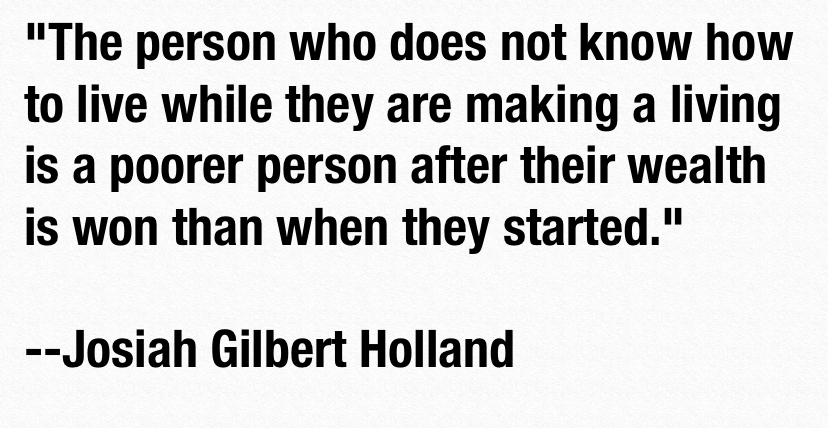 "The person who does not know how
to live while they are making a living
is a poorer person after their wealth
is won than when they started."
--Josiah Gilbert Holland